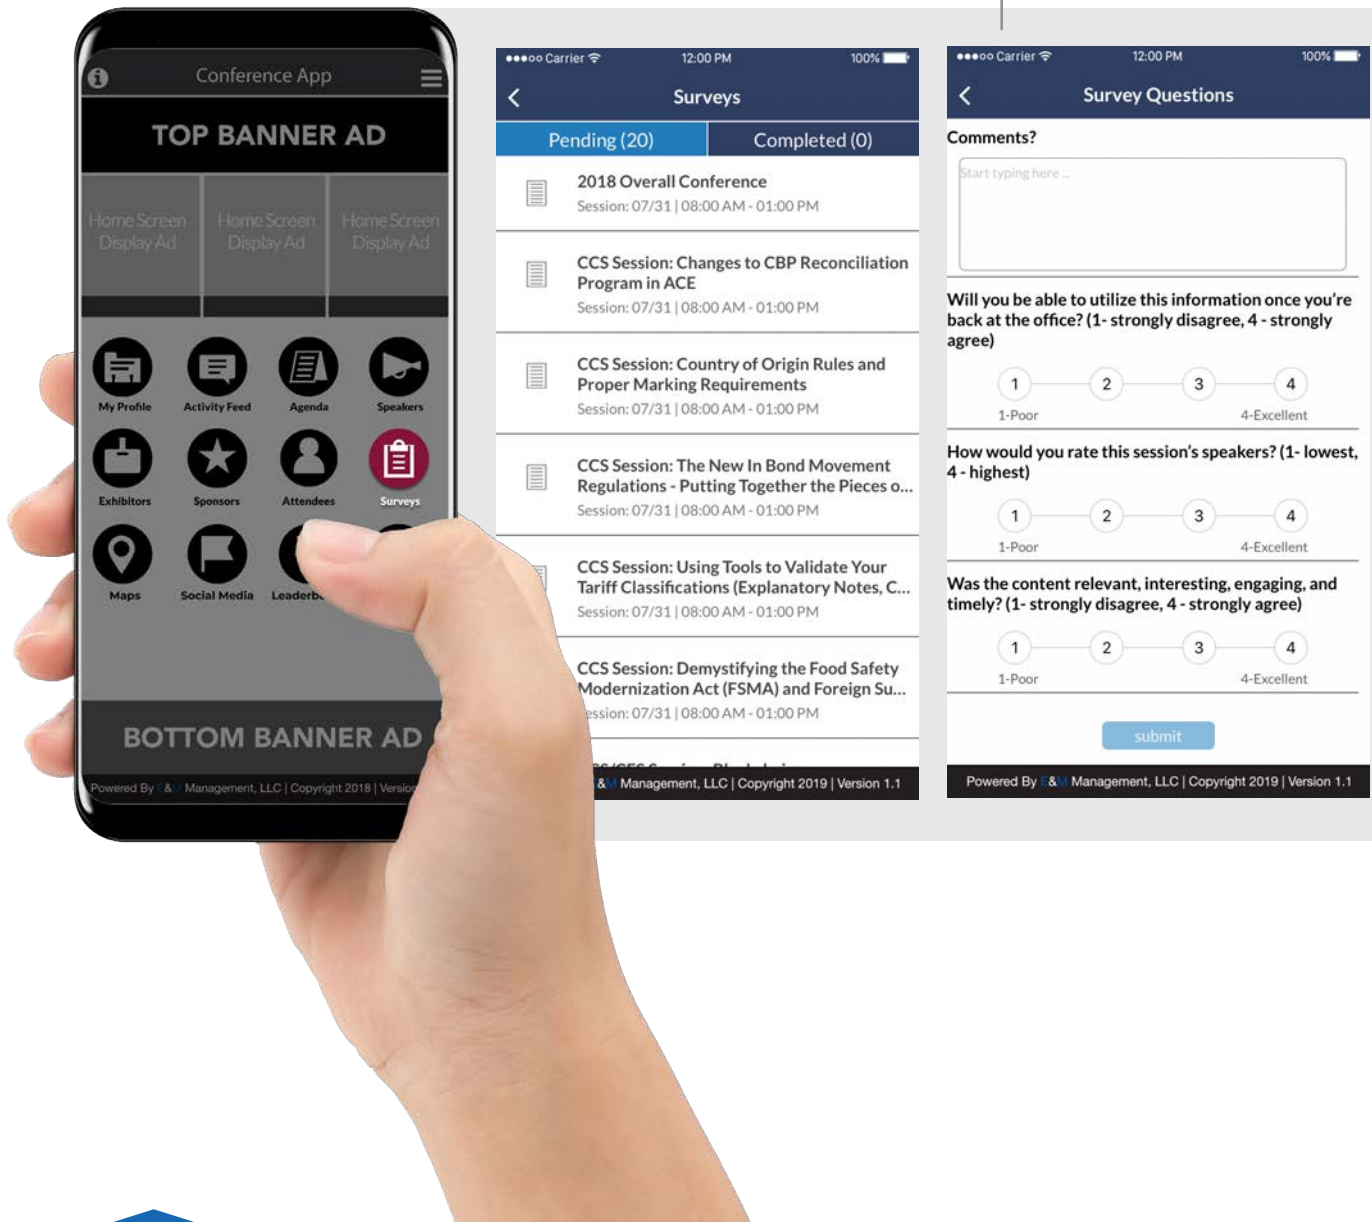 Conference App
TOP BANNER AD
Home Screen
Display Ad
Home Screen
Display Ad
Home Screen
Display Ad
My Profile
Activity Feed
Agenda
Speakers
Exhibitors
Sponsors
Attendees
Surveys
Maps
Social Media
BOTTOM BANNER AD
Powered By E&M Management, LLC | Copyright 2018 |
Carrier
12:00 PM
100%
Surveys
Pending (20)
Completed (0)
2018 Overall Conference
Session: 07/31 | 08:00 AM - 01:00 PM
CCS Session: Changes to CBP Reconciliation
Program in ACE
Session: 07/31 | 08:00 AM - 01:00 PM
CCS Session: Country of Origin Rules and
Proper Marking Requirements
Session: 07/31 | 08:00 AM - 01:00 PM
CCS Session: The New In Bond Movement
Regulations - Putting Together the Pieces o...
Session: 07/31 | 08:00 AM - 01:00 PM
CCS Session: Using Tools to Validate Your
Tariff Classifications (Explanatory Notes, C...
Session: 07/31 | 08:00 AM - 01:00 PM
CCS Session: Demystifying the Food Safety
Modernization Act (FSMA) and Foreign Su...
Session: 07/31 | 08:00 AM - 01:00 PM
&M Management, LLC | Copyright 2019 | Version 1.1
Carrier
12:00 PM
100%
Survey Questions
Comments?
Start typing here ...
Will you be able to utilize this information once you're
back at the office? (1- strongly disagree, 4 - strongly
agree)
1 2 3 4
1-Poor 4-Excellent
How would you rate this session's speakers? (1- lowest,
4 - highest)
1 2 3 4
1-Poor 4-Excellent
Was the content relevant, interesting, engaging, and
timely? (1- strongly disagree, 4 - strongly agree)
1 2 3 4
1-Poor 4-Excellent
submit
Powered By E&M Management, LLC | Copyright 2019 | Version 1.1